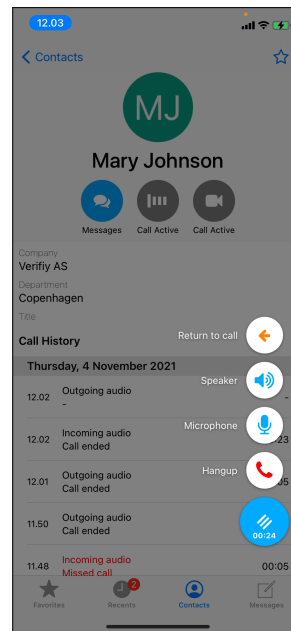 12.03
Contacts
MJ
Mary Johnson
Messages
Call Active
Call Active
Company
Verifiy AS
Department
Copenhagen
Title
Call History
Return to call
Thursday, 4 November 2021
Speaker
12.02 Outgoing audio -
-
Microphone
12.02 Incoming audio 23
Call ended
Hangup
12.01 Outgoing audio 05
Call ended
11.50 Outgoing audio
Call ended
00:24
11.48 Incoming audio 00:05
Missed call
2
Favorites
Recents
Contacts
Messages